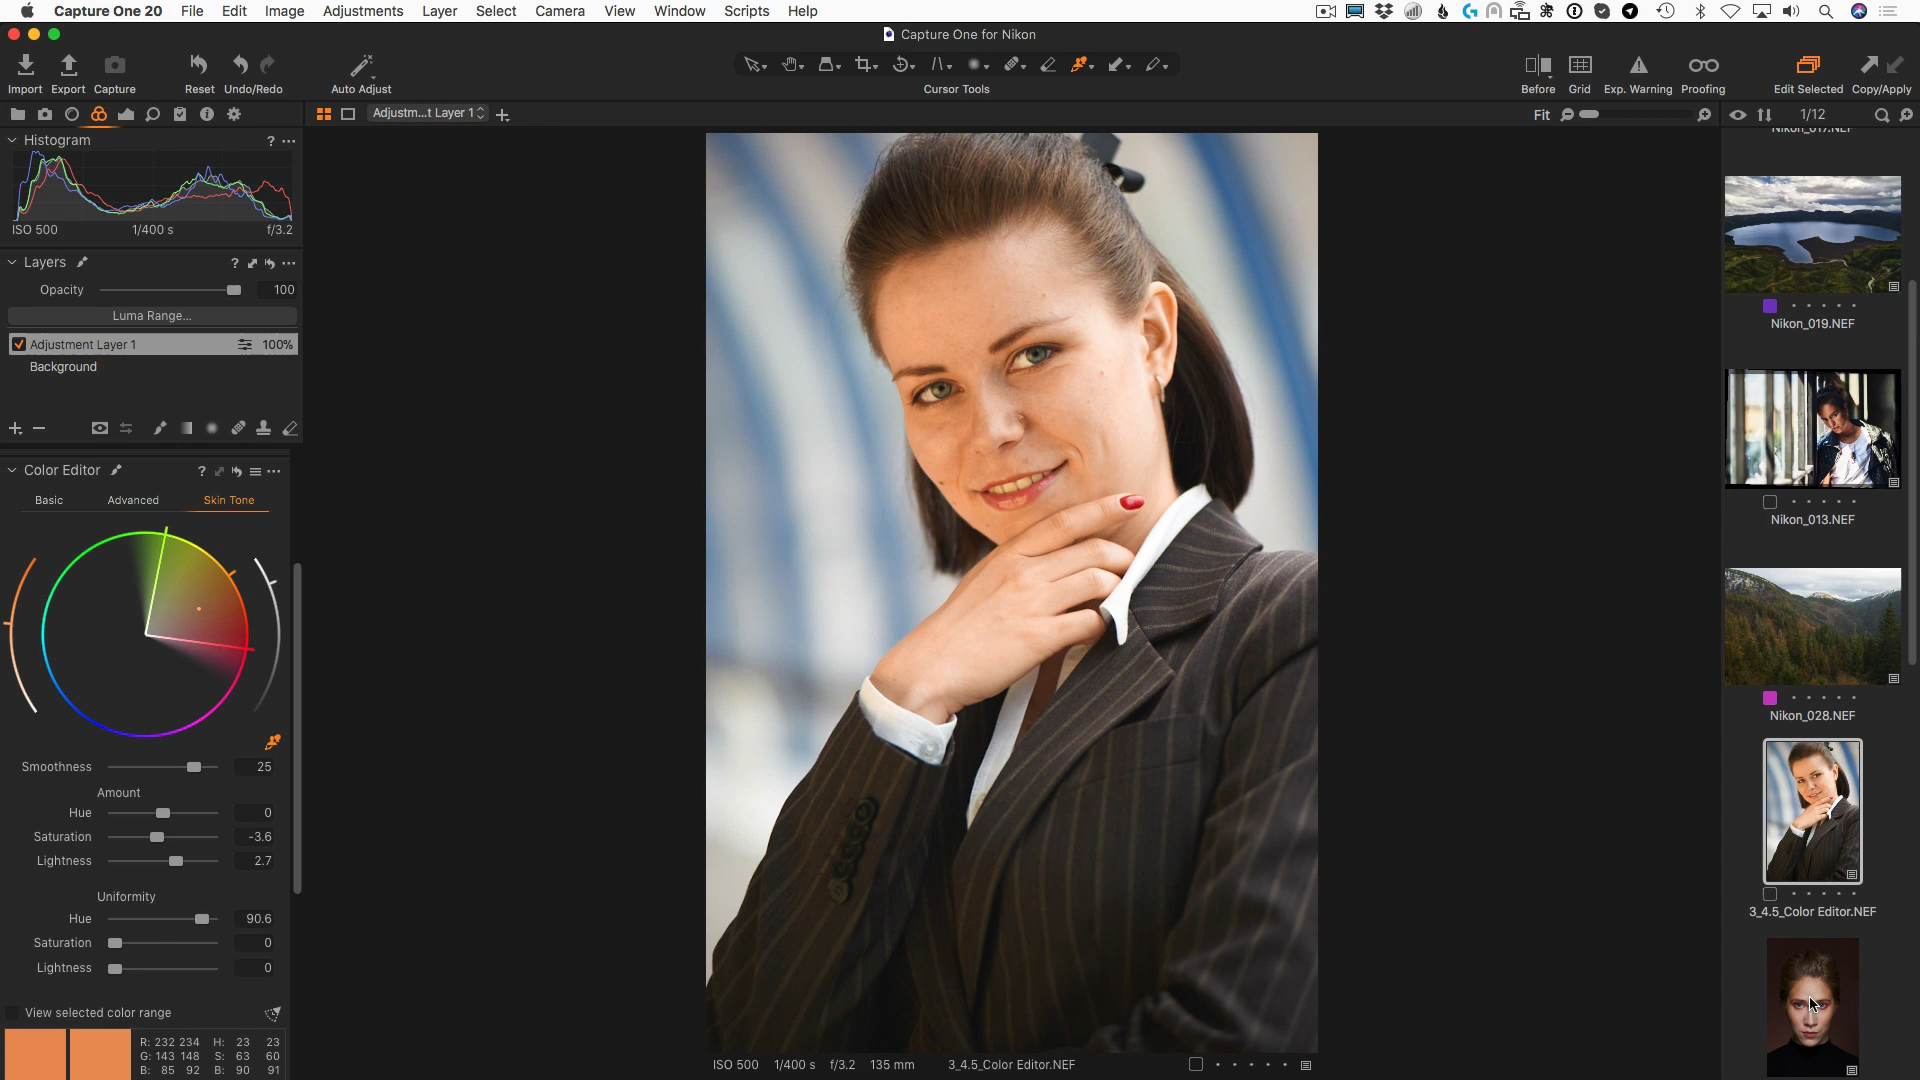 Capture One 20 File Edit Image Adjustments Layer Select Camera View Window Scripts Help
Capture One for Nikon
Import Export Capture Reset Undo/Redo Auto Adjust Cursor Tools Before Grid Exp. Warning Proofing Edit Selected Copy/Apply
Adjustm...t Layer 1 Fit 1/12
Histogram ?
ISO 500 1/400 s f/3.2
Layers ?
Opacity 100
Luma Range...
Adjustment Layer 1 100%
Background
Color Editor ?
Basic Advanced Skin Tone
Smoothness 25
Amount
Hue 0
Saturation -3.6
Lightness 2.7
Uniformity
Hue 90.6
Saturation 0
Lightness 0
View selected color range
R: 232 234 H: 23 23
G: 143 148 S: 63 60
B: 85 92 B: 90 91
ISO 500 1/400 s f/3.2 135 mm 3_4.5_Color Editor.NEF
Nikon_017.NEF
Nikon_019.NEF
Nikon_013.NEF
Nikon_028.NEF
3_4.5_Color Editor.NEF